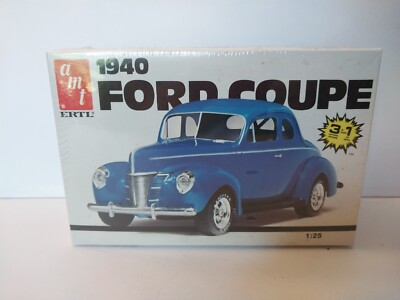 amt
ERTL®
1940
FORD COUPE
3 in 1
1:25